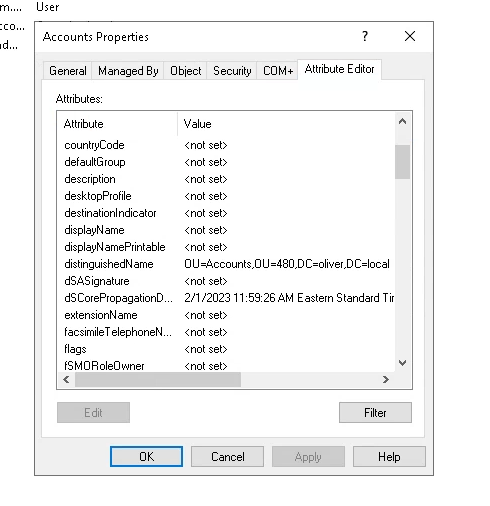 m.... User
cco...
nd...
Accounts Properties ?
General Managed By Object Security COM+ Attribute Editor
Attributes:
Attribute Value
countryCode <not set>
defaultGroup <not set>
description <not set>
desktopProfile <not set>
destinationIndicator <not set>
displayName <not set>
displayNamePrintable <not set>
distinguishedName OU=Accounts,OU=480,DC=oliver,DC=local
dSASignature <not set>
dSCorePropagationD... 2/1/2023 11:59:26 AM Eastern Standard Tir
extensionName <not set>
facsimileTelephoneN... <not set>
flags <not set>
fSMORoleOwner <not set>
Edit Filter
OK Cancel Apply Help